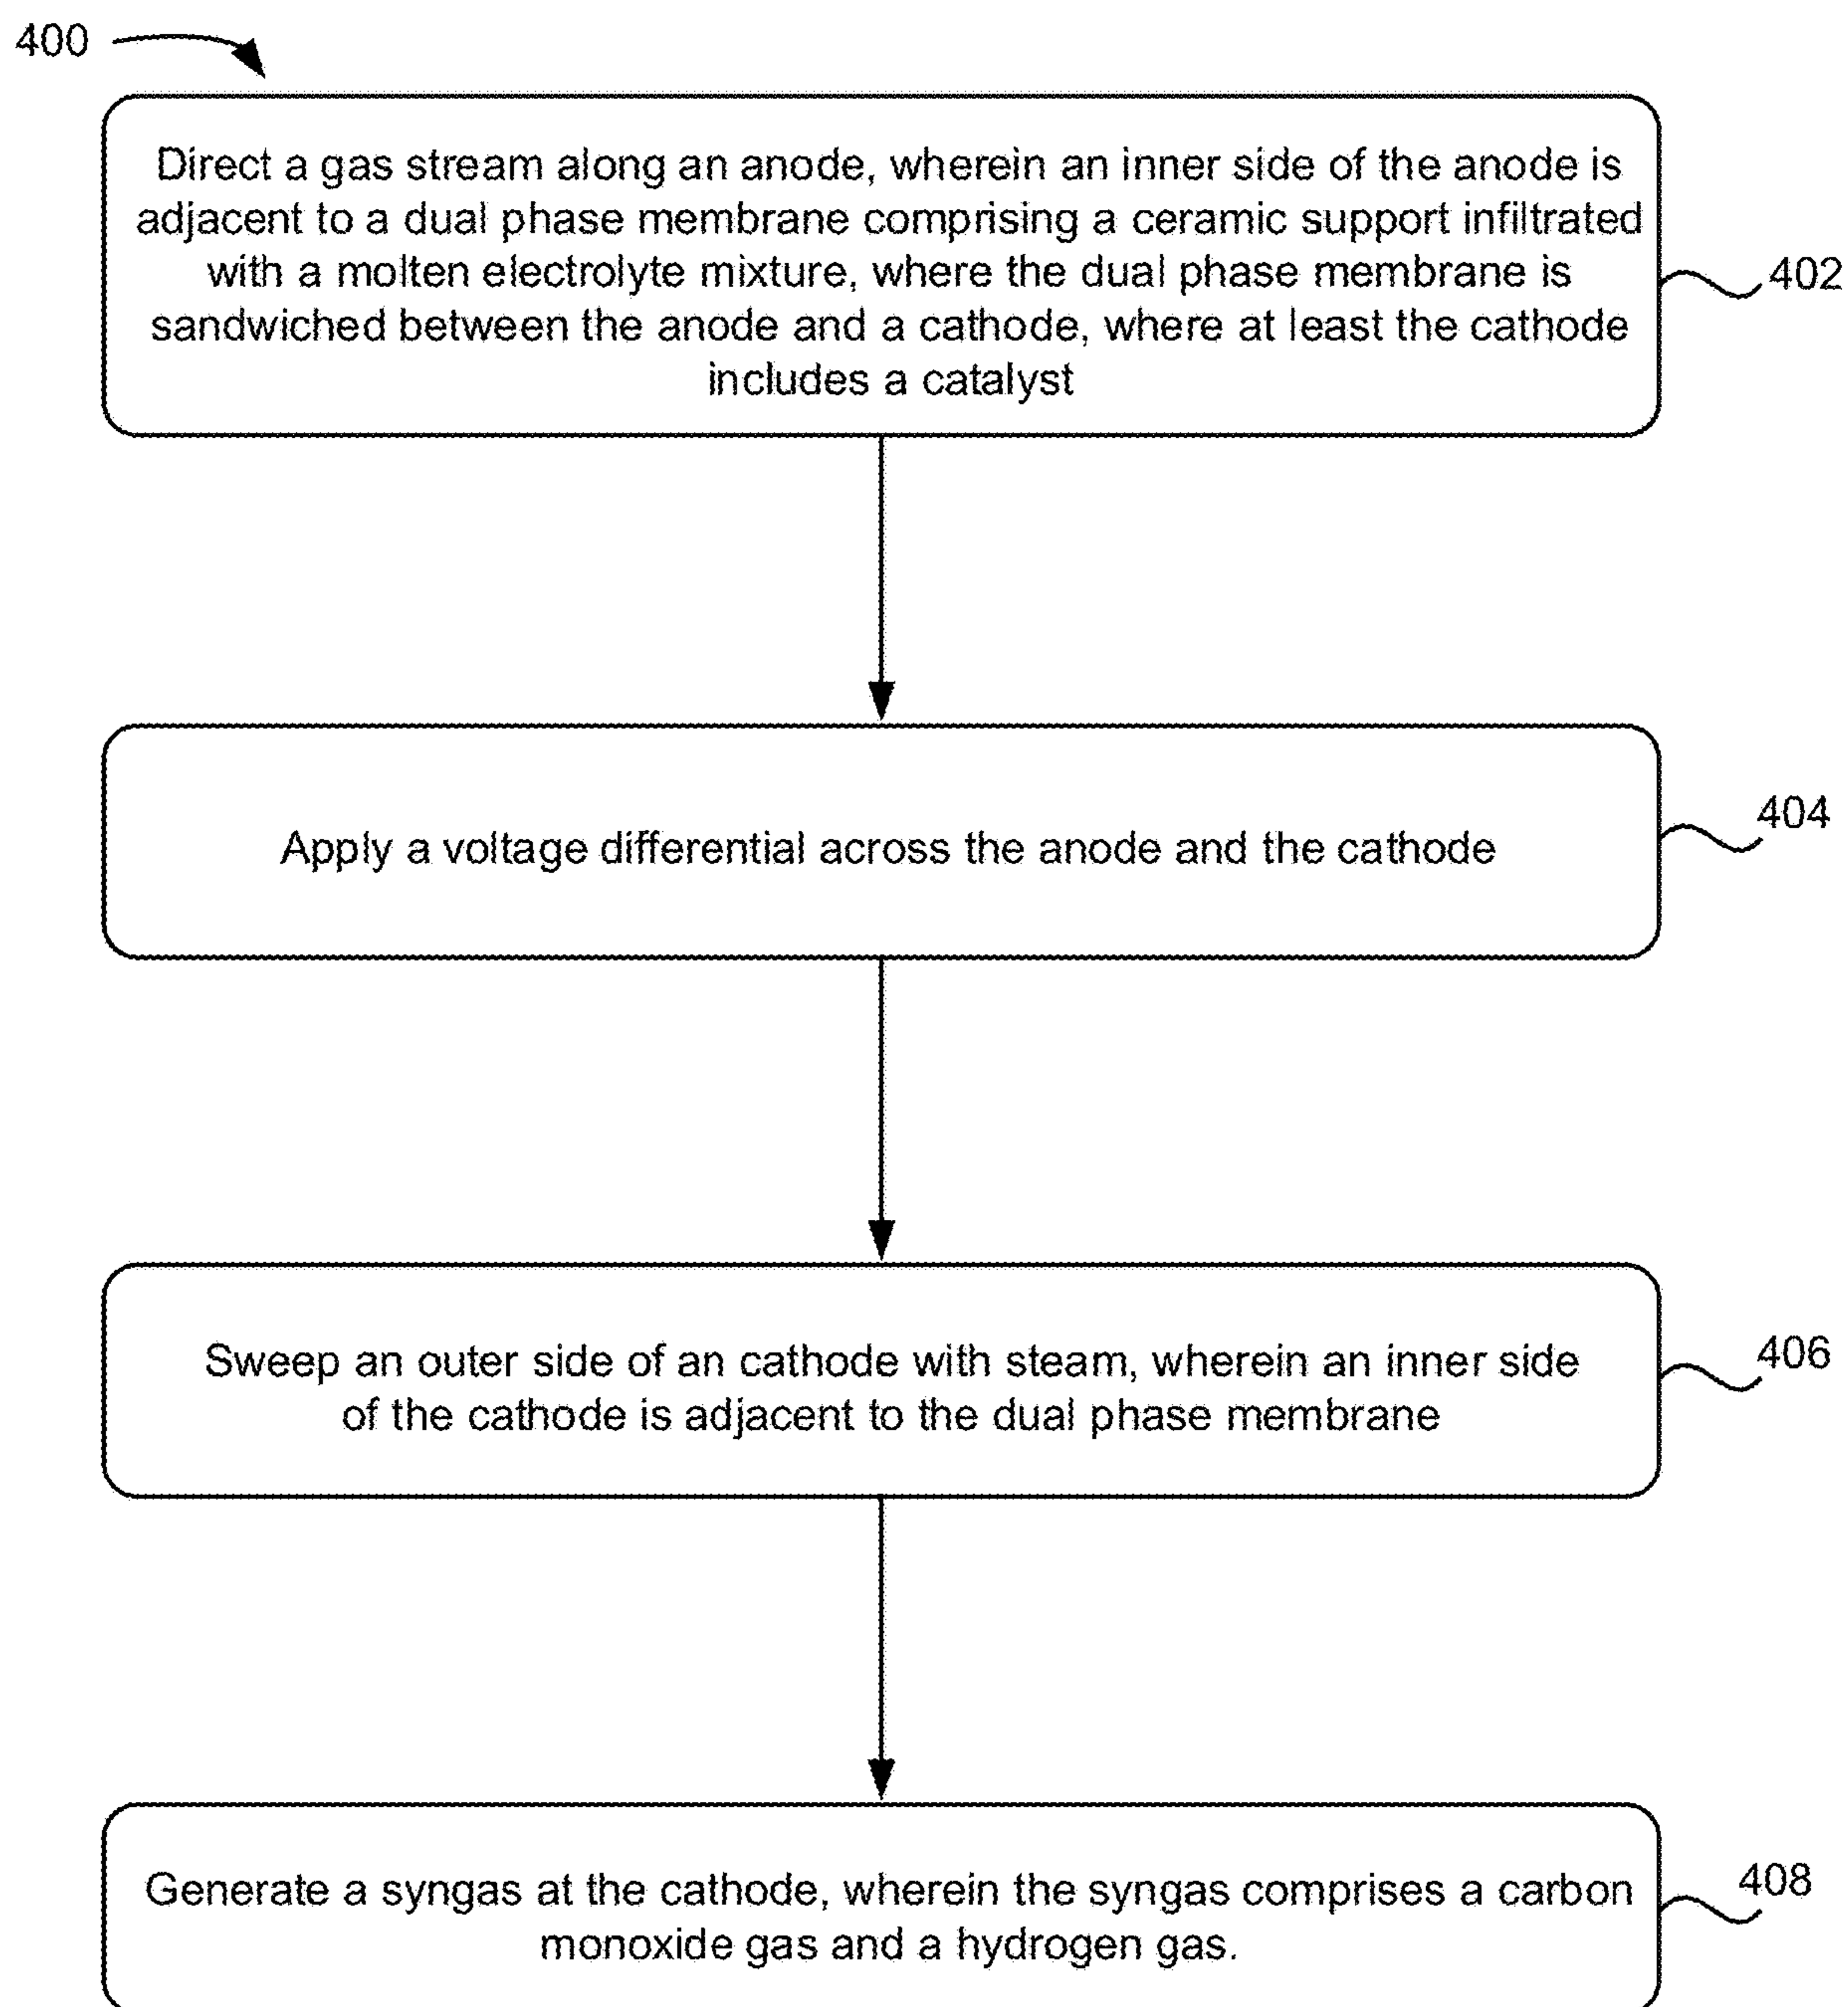 400
Direct a gas stream along an anode, wherein an inner side of the anode is
adjacent to a dual phase membrane comprising a ceramic support infiltrated
with a molten electrolyte mixture, where the dual phase membrane is
sandwiched between the anode and a cathode, where at least the cathode
includes a catalyst
402
Apply a voltage differential across the anode and the cathode
404
Sweep an outer side of an cathode with steam, wherein an inner side
of the cathode is adjacent to the dual phase membrane
406
Generate a syngas at the cathode, wherein the syngas comprises a carbon
monoxide gas and a hydrogen gas.
408